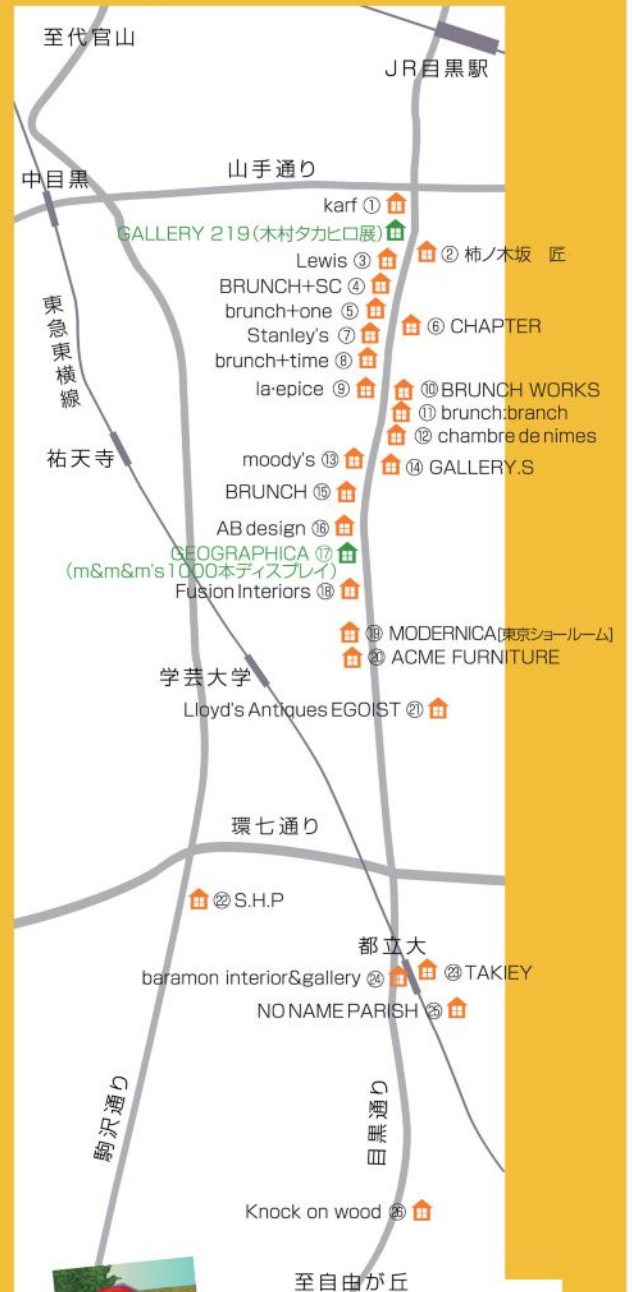 至代官山
JR目黒駅
山手通り
中目黒
karf ①
GALLERY 219(木村タカヒロ展)
② 柿ノ木坂　匠
Lewis ③
BRUNCH+SC ④
brunch+one ⑤
⑥ CHAPTER
Stanley's ⑦
東急東横線
brunch+time ⑧
la・epice ⑨
⑩ BRUNCH WORKS
⑪ brunch:branch
⑫ chambre de nimes
祐天寺
moody's ⑬
⑭ GALLERY.S
BRUNCH ⑮
AB design ⑯
GEOGRAPHICA ⑰
(m&m&m's 1000本ディスプレイ)
Fusion Interiors ⑱
⑲ MODERNICA[東京ショールーム]
⑳ ACME FURNITURE
学芸大学
Lloyd's Antiques EGOIST ㉑
環七通り
㉒ S.H.P
都立大
㉓ TAKIEY
baramon interior&gallery ㉔
NO NAME PARISH ㉕
駒沢通り
目黒通り
Knock on wood ㉖
至自由が丘